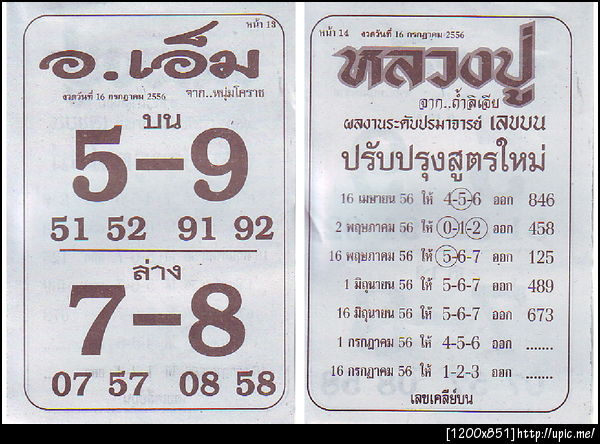 หน้า 13
อ.เอ็ม
งวดวันที่ 16 กรกฎาคม 2556 จาก..หนุ่มโคราช
บน
5-9
51 52 91 92
ล่าง
7-8
07 57 08 58
หน้า 14 งวดวันที่ 16 กรกฎาคม 2556
หลวงปู่
จาก..ถ้ำลิเจีย
ผลงานระดับปรมาจารย์ เลขบน
ปรับปรุงสูตรใหม่
16 เมษายน 56 ให้ 4-5-6 ออก 846
2 พฤษภาคม 56 ให้ 0-1-2 ออก 458
16 พฤษภาคม 56 ให้ 5-6-7 ออก 125
1 มิถุนายน 56 ให้ 5-6-7 ออก 489
16 มิถุนายน 56 ให้ 5-6-7 ออก 673
1 กรกฎาคม 56 ให้ 4-5-6 ออก .......
16 กรกฎาคม 56 ให้ 1-2-3 ออก .......
เลขเคลีย์บน
[1200x851]http://upic.me/